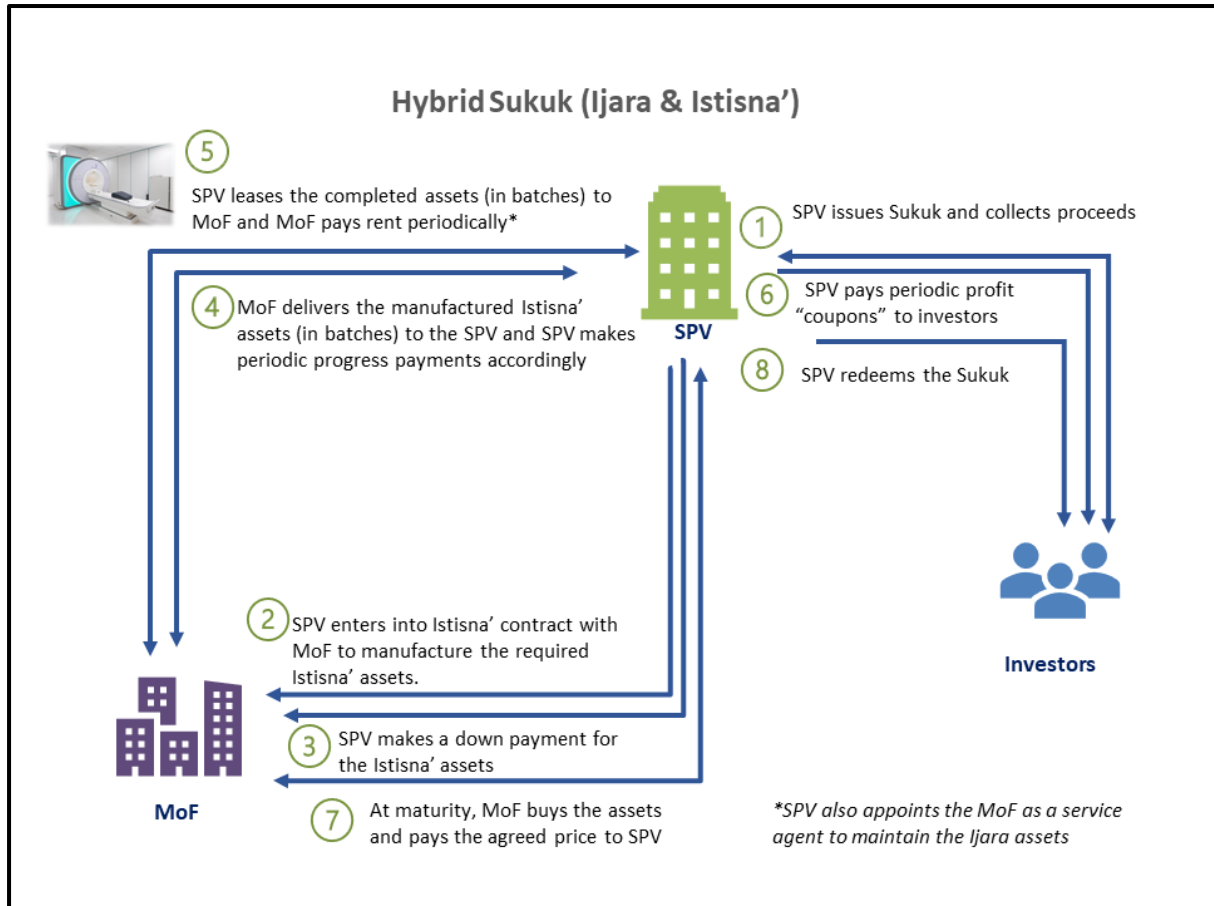 Hybrid Sukuk (Ijara & Istisna’)
5
SPV leases the completed assets (in batches) to
MoF and MoF pays rent periodically*
1
SPV issues Sukuk and collects proceeds
4
MoF delivers the manufactured Istisna’
assets (in batches) to the SPV and SPV makes
periodic progress payments accordingly
SPV
6
SPV pays periodic profit
“coupons” to investors
8
SPV redeems the Sukuk
2
SPV enters into Istisna’ contract with
MoF to manufacture the required
Istisna’ assets.
Investors
3
SPV makes a down payment for
the Istisna’ assets
MoF
7
At maturity, MoF buys the assets
and pays the agreed price to SPV
*SPV also appoints the MoF as a service
agent to maintain the Ijara assets